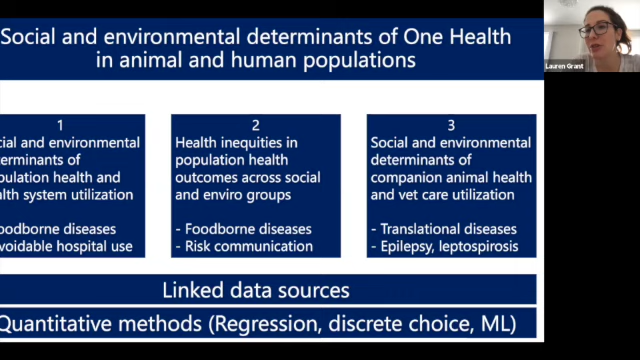 Social and environmental determinants of One Health
in animal and human populations
1
cial and environmental
terminants of
pulation health and
alth system utilization
oodborne diseases
voidable hospital use
2
Health inequities in
population health
outcomes across social
and enviro groups
- Foodborne diseases
- Risk communication
3
Social and environmental
determinants of
companion animal health
and vet care utilization
- Translational diseases
- Epilepsy, leptospirosis
Linked data sources
Quantitative methods (Regression, discrete choice, ML)
Lauren Grant